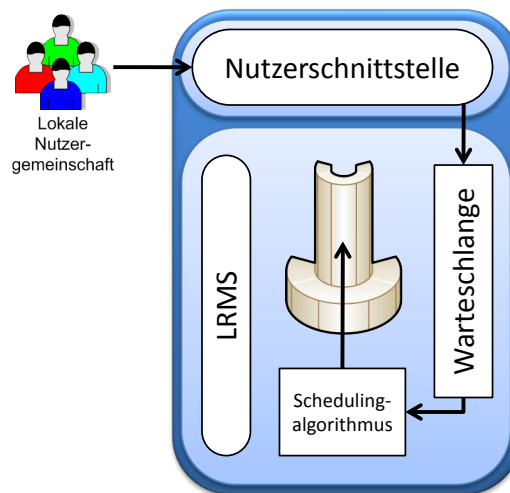 Nutzerschnittstelle
Lokale
Nutzer-
gemeinschaft
LRMS
Warteschlange
Scheduling-
algorithmus